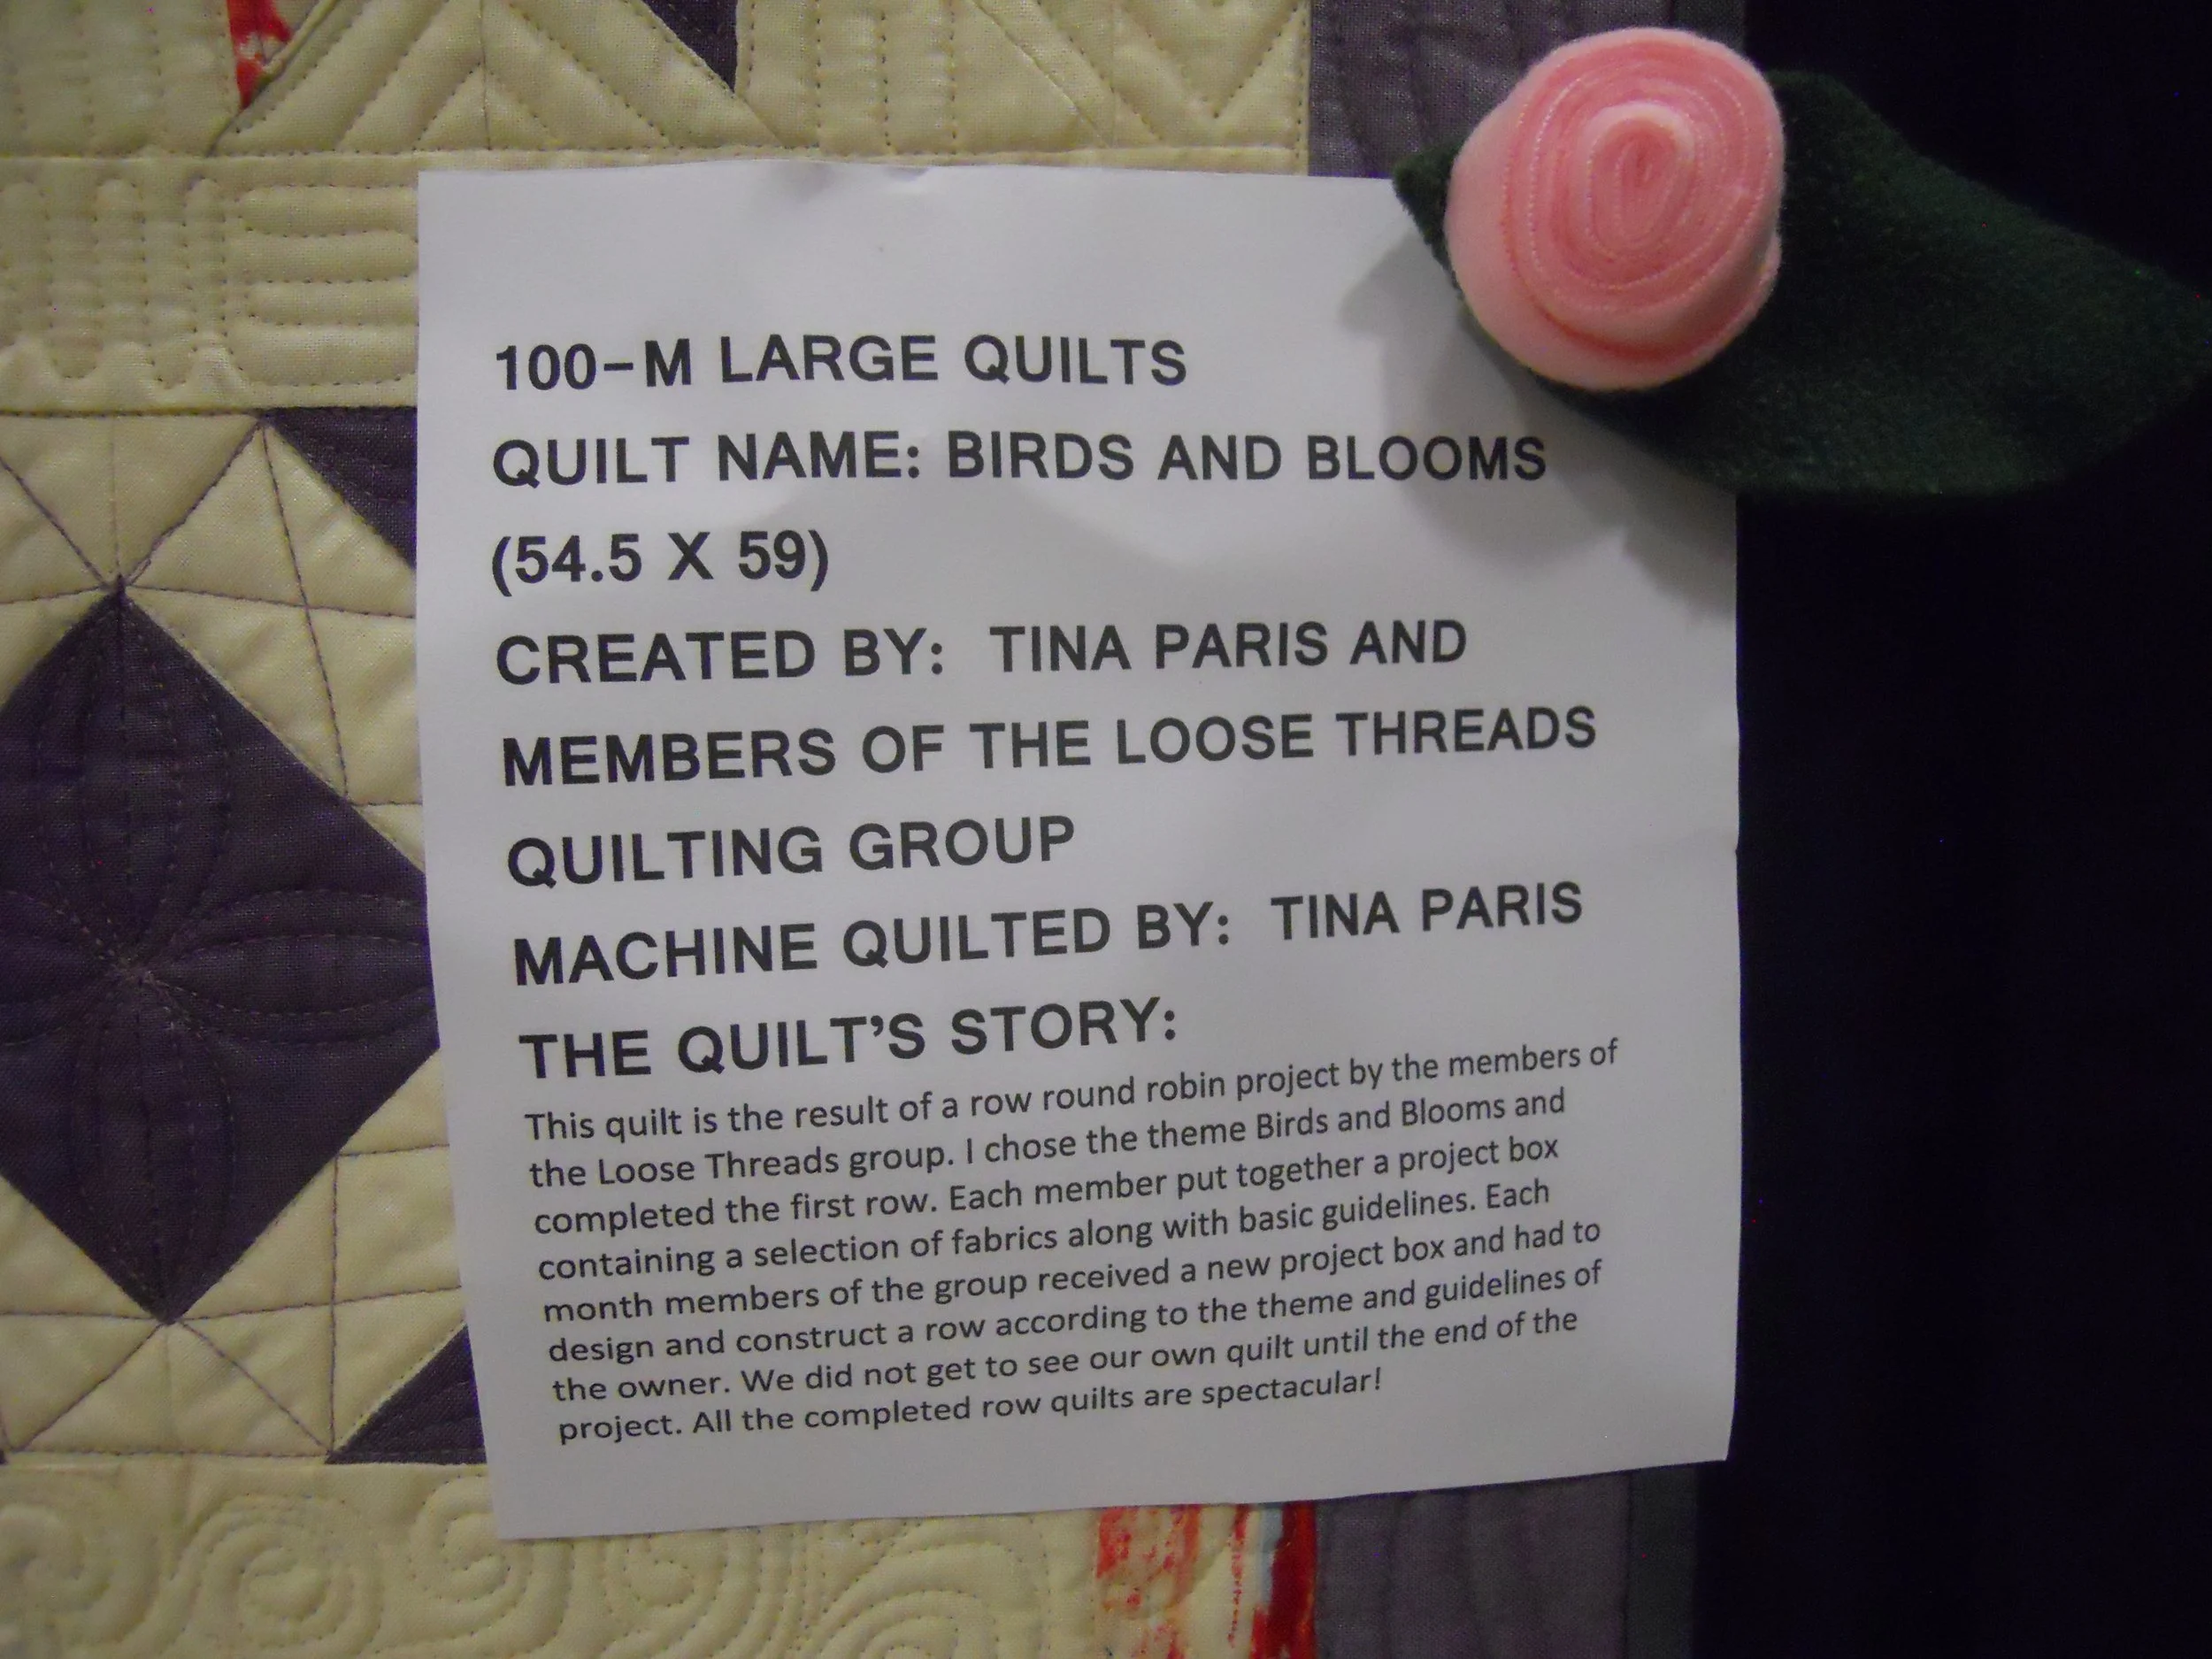 100-M LARGE QUILTS
QUILT NAME: BIRDS AND BLOOMS
(54.5 X 59)
CREATED BY: TINA PARIS AND
MEMBERS OF THE LOOSE THREADS
QUILTING GROUP
MACHINE QUILTED BY: TINA PARIS
THE QUILT'S STORY:
This quilt is the result of a row round robin project by the members of
the Loose Threads group. I chose the theme Birds and Blooms and
completed the first row. Each member put together a project box
containing a selection of fabrics along with basic guidelines. Each
month members of the group received a new project box and had to
design and construct a row according to the theme and guidelines of
the owner. We did not get to see our own quilt until the end of the
project. All the completed row quilts are spectacular!